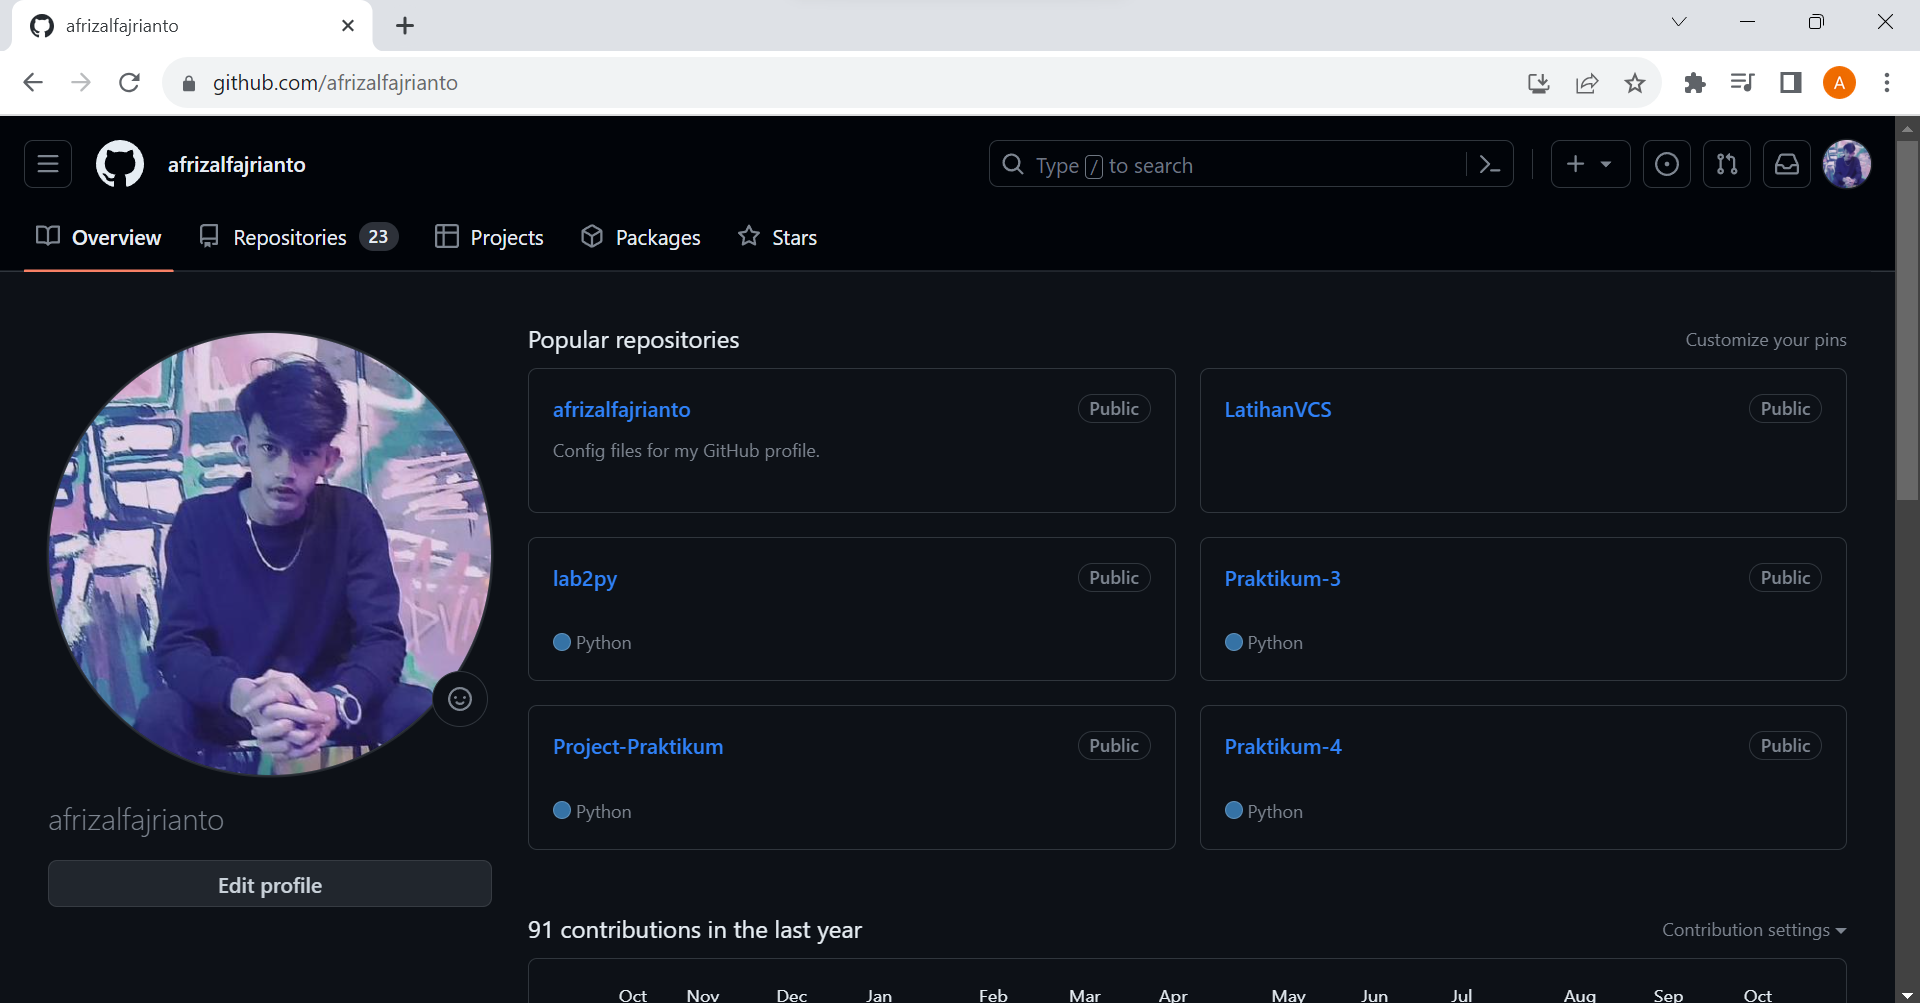 afrizalfajrianto
github.com/afrizalfajrianto
A
afrizalfajrianto
Type / to search
Overview
Repositories 23
Projects
Packages
Stars
Popular repositories
Customize your pins
afrizalfajrianto
Public
Config files for my GitHub profile.
LatihanVCS
Public
lab2py
Public
Python
Praktikum-3
Public
Python
Project-Praktikum
Public
Python
Praktikum-4
Public
Python
afrizalfajrianto
Edit profile
91 contributions in the last year
Contribution settings
Oct Nov Dec Jan Feb Mar Apr May Jun Jul Aug Sep Oct